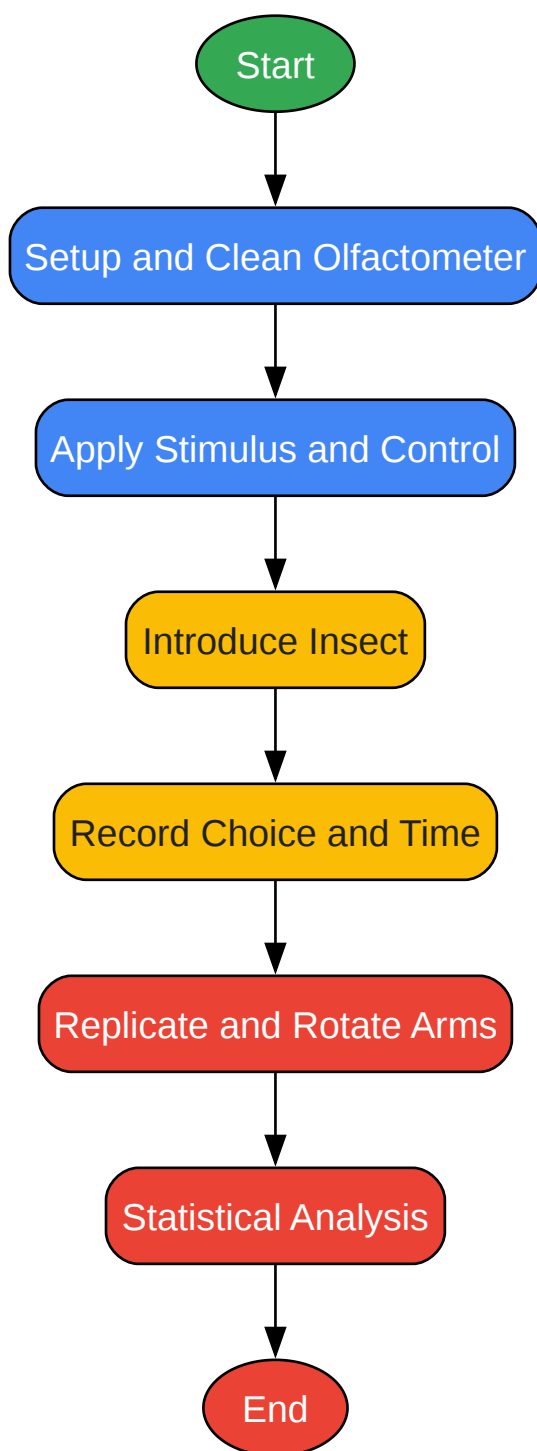 Start
Setup and Clean Olfactometer
Apply Stimulus and Control
Introduce Insect
Record Choice and Time
Replicate and Rotate Arms
Statistical Analysis
End